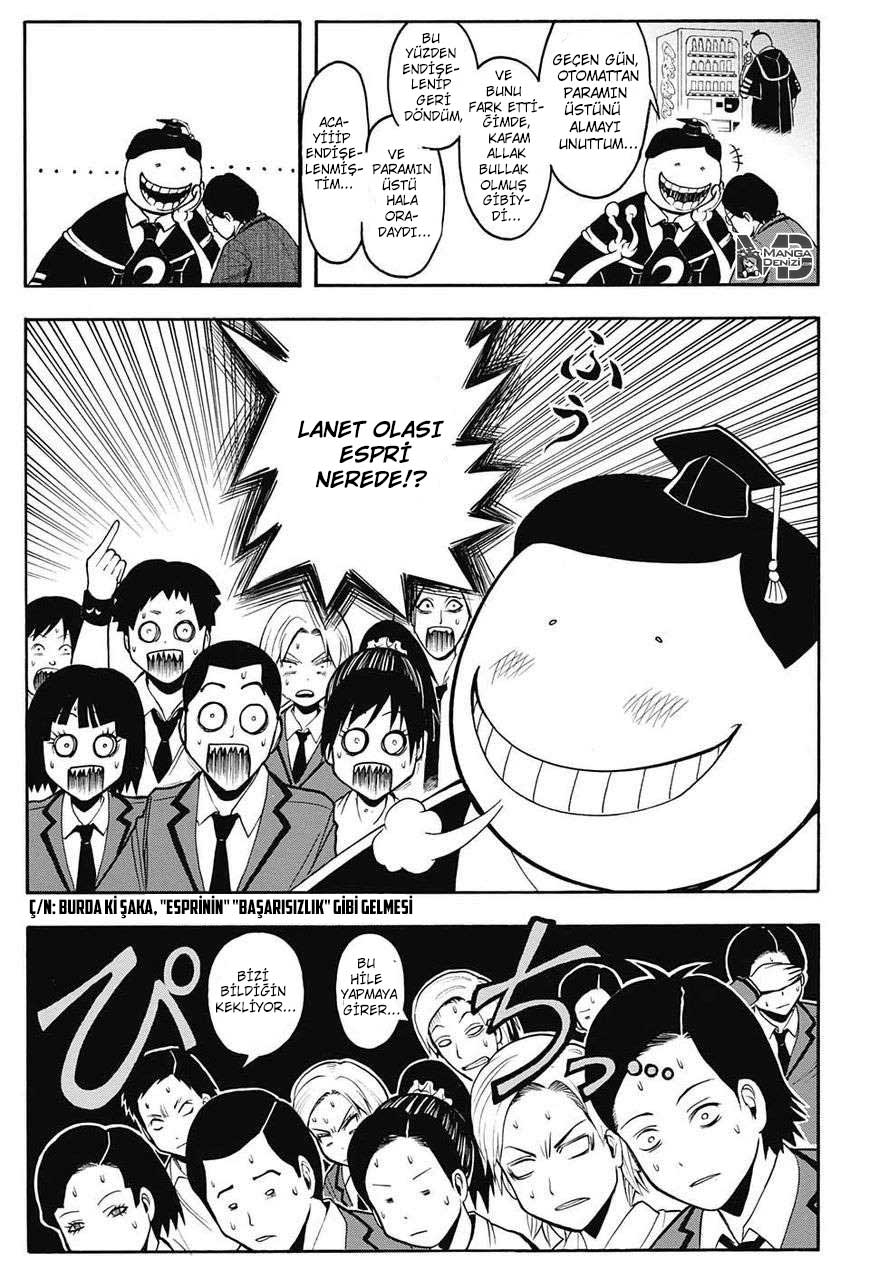 GEÇEN GÜN,
OTOMATTAN
PARAMIN
ÜSTÜNÜ
ALMAYI
UNUTTUM...
VE
BUNU
FARK ETTİ-
ĞİMDE, KAFAM
ALLAK
BULLAK
OLMUŞ
GİBİY-
Dİ...
BU
YÜZDEN
ENDİŞE-
LENİP
GERİ
DÖNDÜM,
VE
PARAMIN
ÜSTÜ
HALA
ORA-
DAYDI...
ACA-
YİİİP
ENDİŞE-
LENMİŞ-
TİM...
MD
MANGA
DENİZİ
ふぅ
LANET OLASI
ESPRİ
NEREDE!?
Ç/N: BURDA Kİ ŞAKA, "ESPRİNİN" "BAŞARISIZLIK" GİBİ GELMESİ
ちっぴ
BU
HİLE
YAPMAYA
GİRER...
BİZİ
BİLDİĞİN
KEKLİYOR...